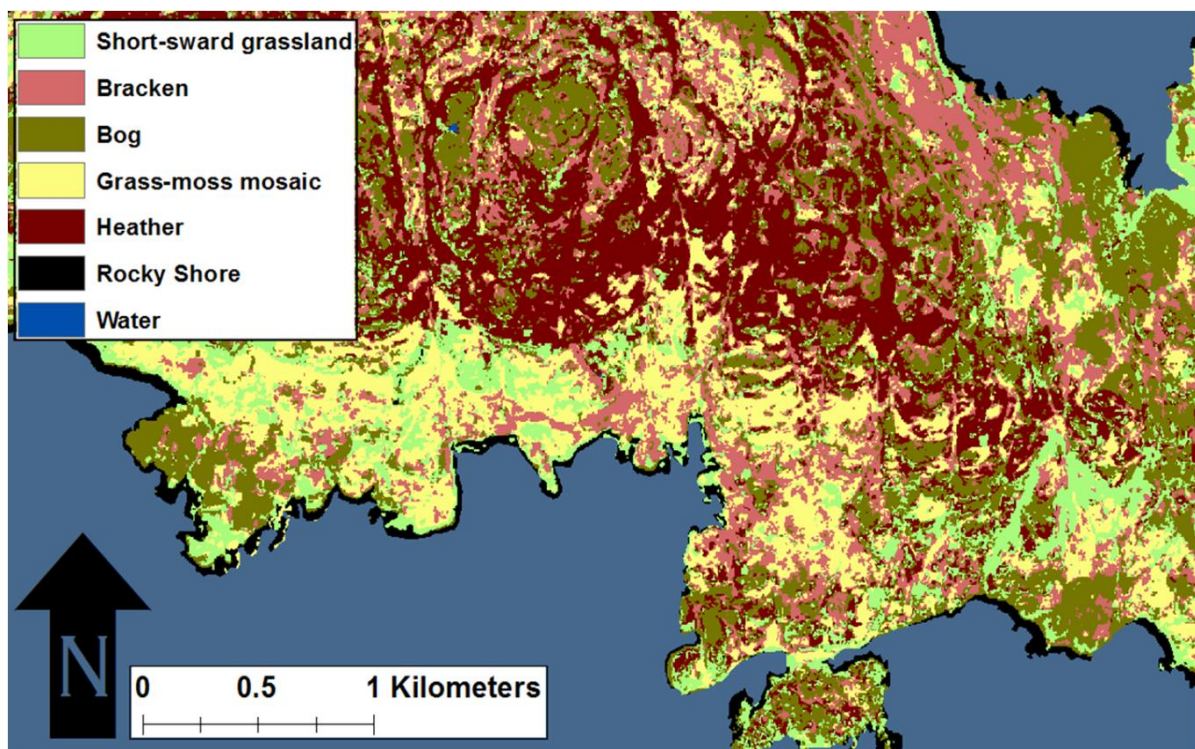 Short-sward grassland
Bracken
Bog
Grass-moss mosaic
Heather
Rocky Shore
Water
N
0 0.5 1 Kilometers